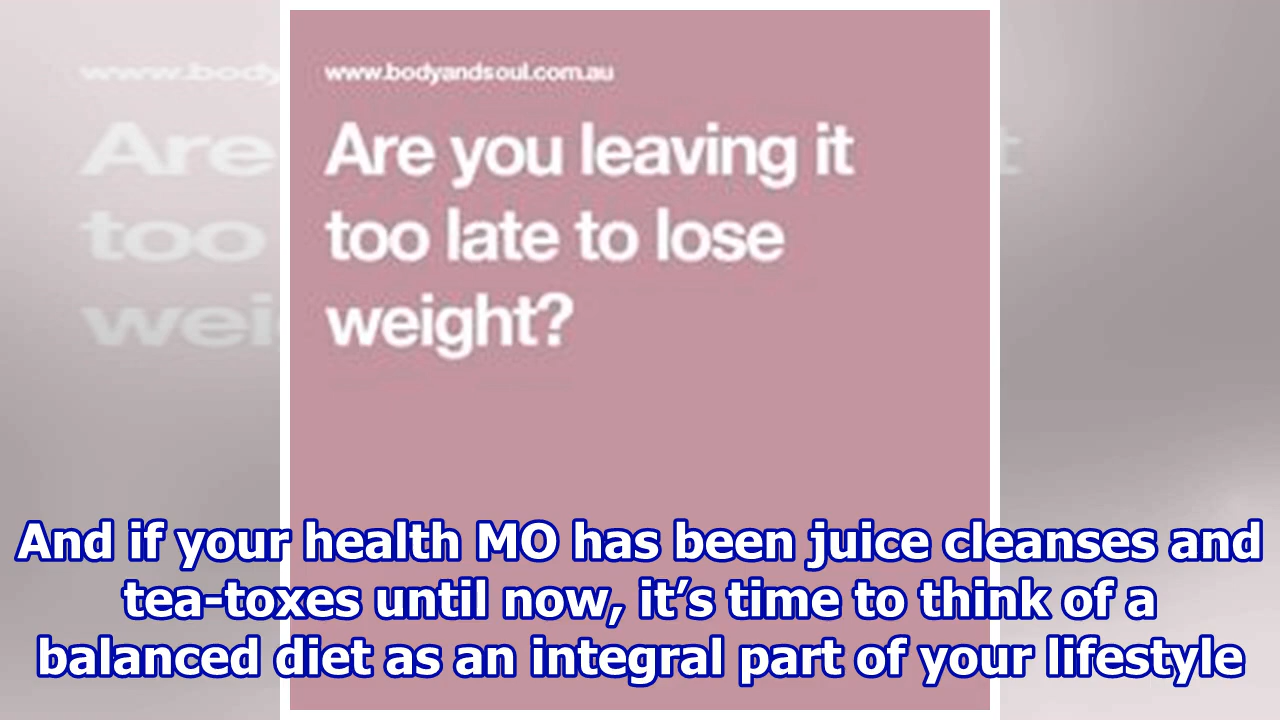 www.bodyandsoul.com.au
Are you leaving it
too late to lose
weight?
And if your health MO has been juice cleanses and
tea-toxes until now, it’s time to think of a
balanced diet as an integral part of your lifestyle